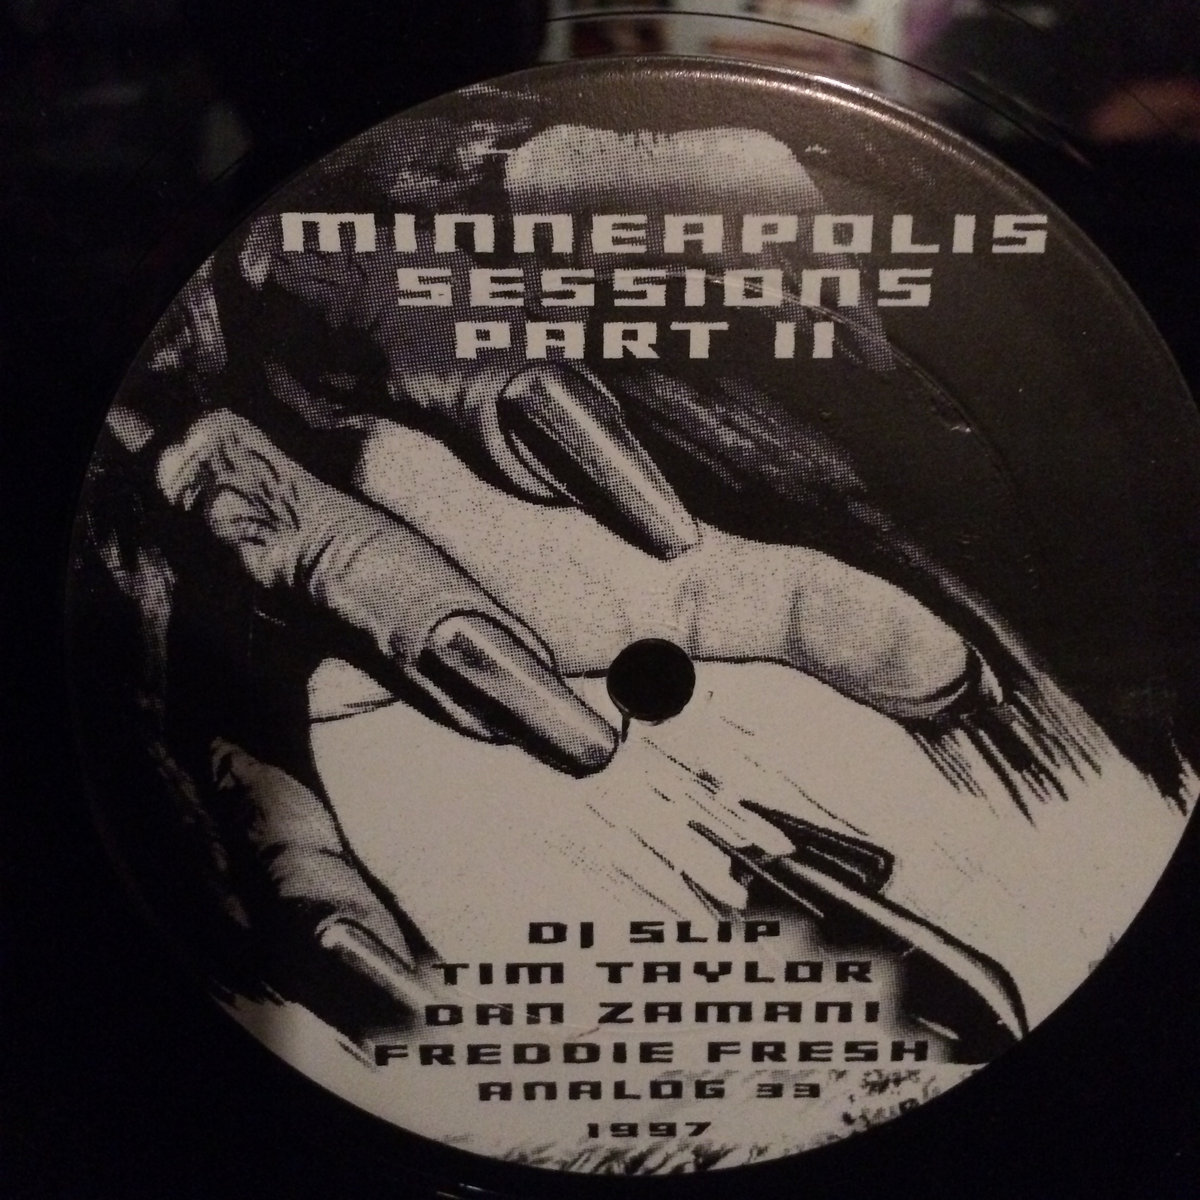 MINNEAPOLIS
SESSIONS
PART II
DJ SLIP
TIM TAYLOR
DAN ZAMANI
FREDDIE FRESH
ANALOG 33
1997